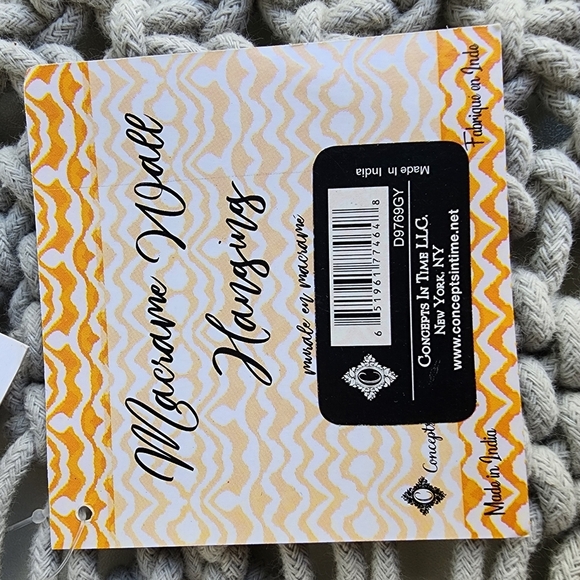 Macrame Wall
Hanging
murale en macramé
Made In India
6 51961 77464 8
D9769GY
C
CONCEPTS IN TIME LLC.
NEW YORK, NY
www.conceptsintime.net
C
Concepts
Made in India
Fabriqué en Inde